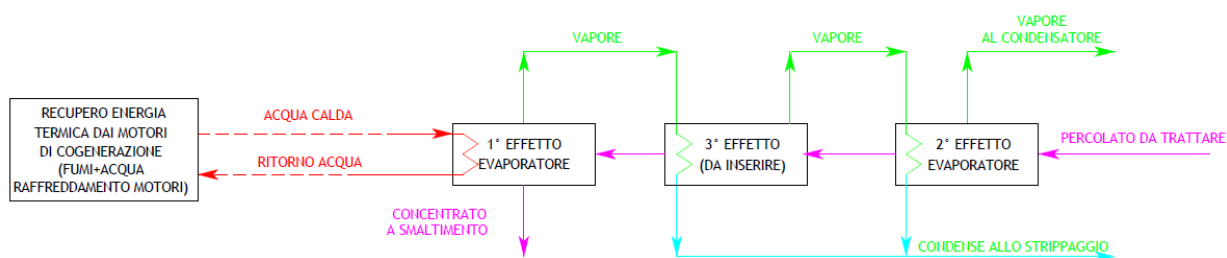 RECUPERO ENERGIA
TERMICA DAI MOTORI
DI COGENERAZIONE
(FUMI+ACQUA
RAFFREDDAMENTO MOTORI)
ACQUA CALDA
RITORNO ACQUA
VAPORE
1° EFFETTO
EVAPORATORE
CONCENTRATO
A SMALTIMENTO
VAPORE
3° EFFETTO
(DA INSERIRE)
VAPORE
AL CONDENSATORE
2° EFFETTO
EVAPORATORE
PERCOLATO DA TRATTARE
CONDENSE ALLO STRIPPAGGIO